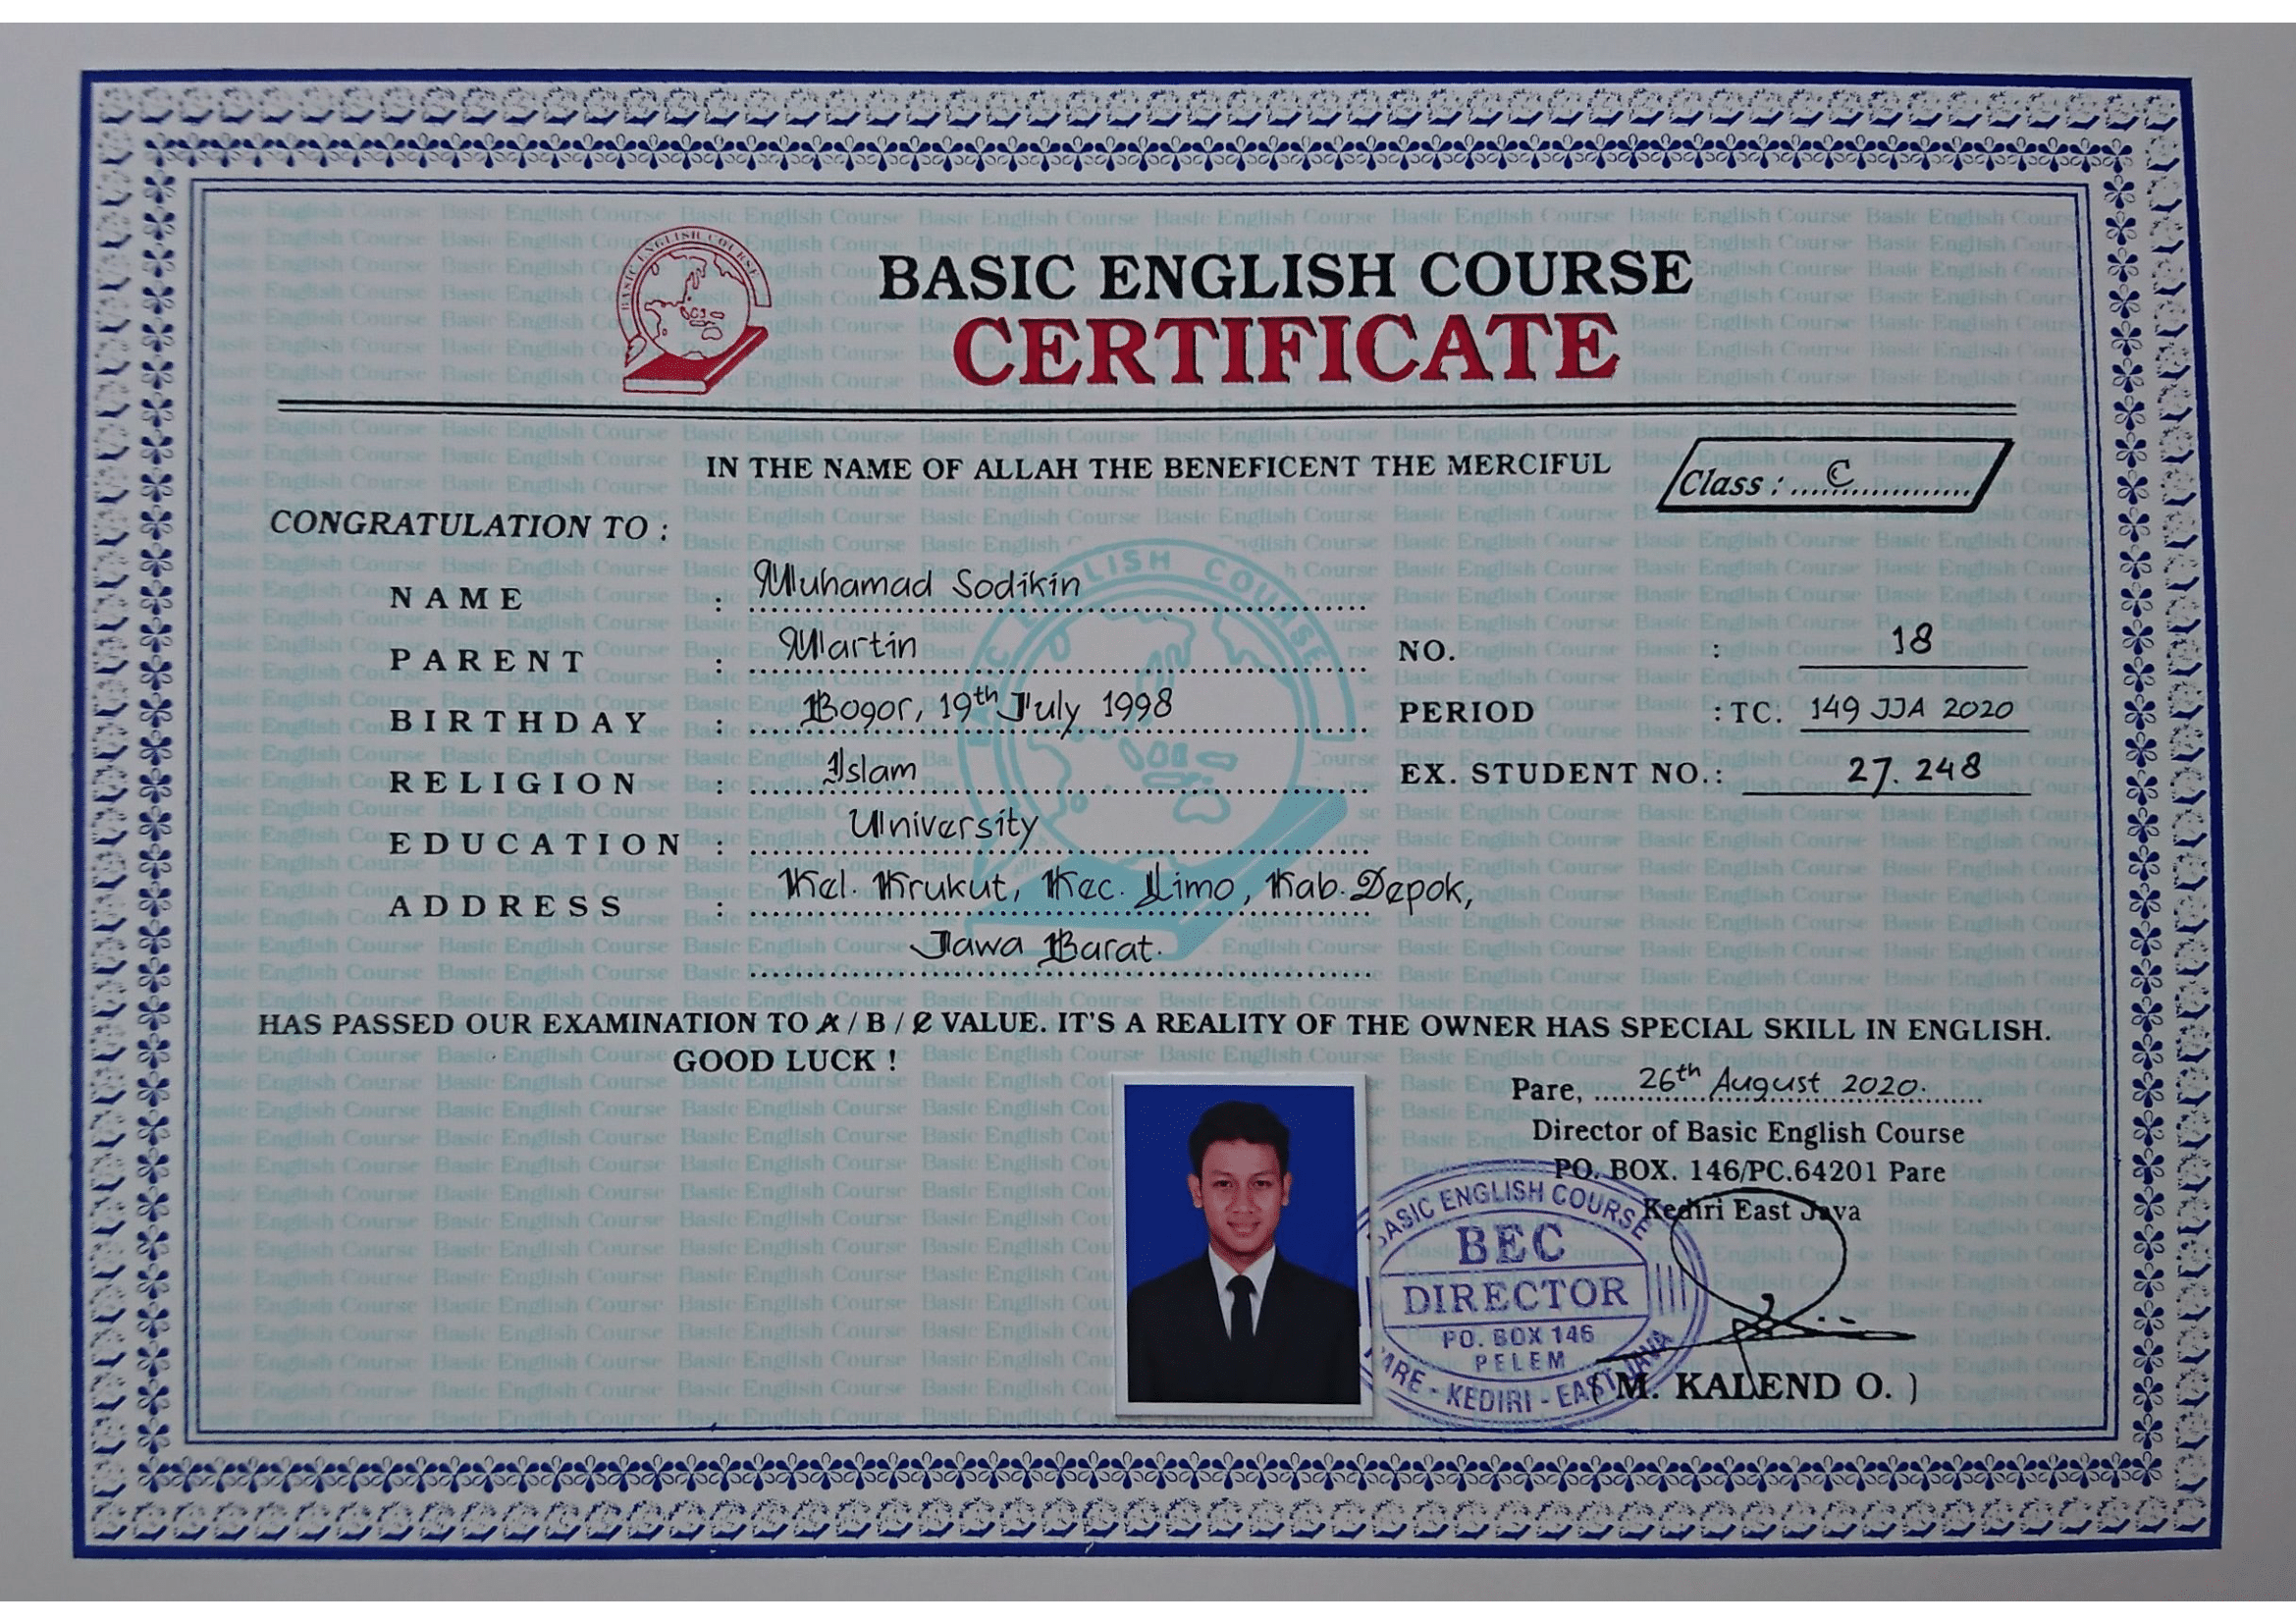 BASIC ENGLISH COURSE
CERTIFICATE
IN THE NAME OF ALLAH THE BENEFICENT THE MERCIFUL
Class : C
CONGRATULATION TO :
NAME : Muhamad Sodikin
PARENT : Martin
BIRTHDAY : Bogor, 19th July 1998
RELIGION : Islam
EDUCATION : University
ADDRESS : Kel. Krukut, Kec. Limo, Kab. Depok,
Jawa Barat.
NO. : 18
PERIOD : TC. 149 JJA 2020
EX. STUDENT NO. : 27. 248
HAS PASSED OUR EXAMINATION TO A / B / C VALUE. IT'S A REALITY OF THE OWNER HAS SPECIAL SKILL IN ENGLISH.
GOOD LUCK !
Pare, 26th August 2020.
Director of Basic English Course
PO. BOX. 146/PC.64201 Pare
Kediri East Java
BASIC ENGLISH COURSE
BEC
DIRECTOR
PO. BOX 146
PELEM
PARE - KEDIRI - EAST JAVA
( M. KALEND O. )